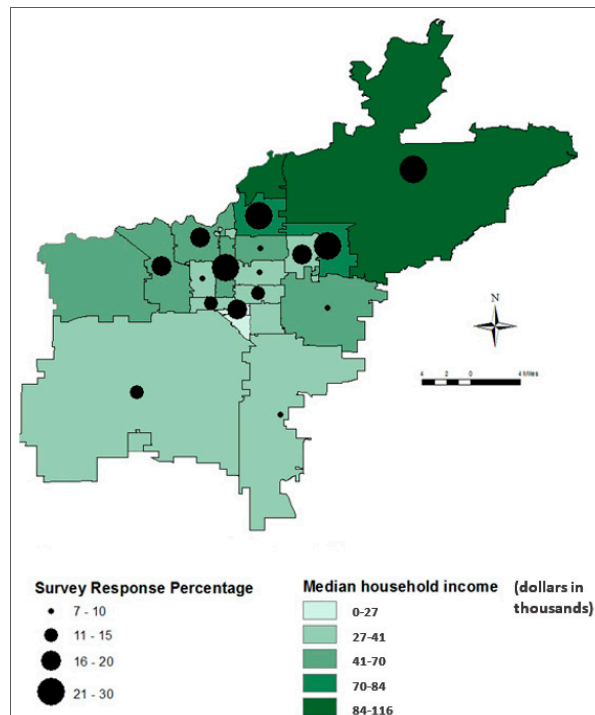 N
4 2 0 4 Miles
Survey Response Percentage
7 - 10
11 - 15
16 - 20
21 - 30
Median household income
(dollars in
thousands)
0-27
27-41
41-70
70-84
84-116